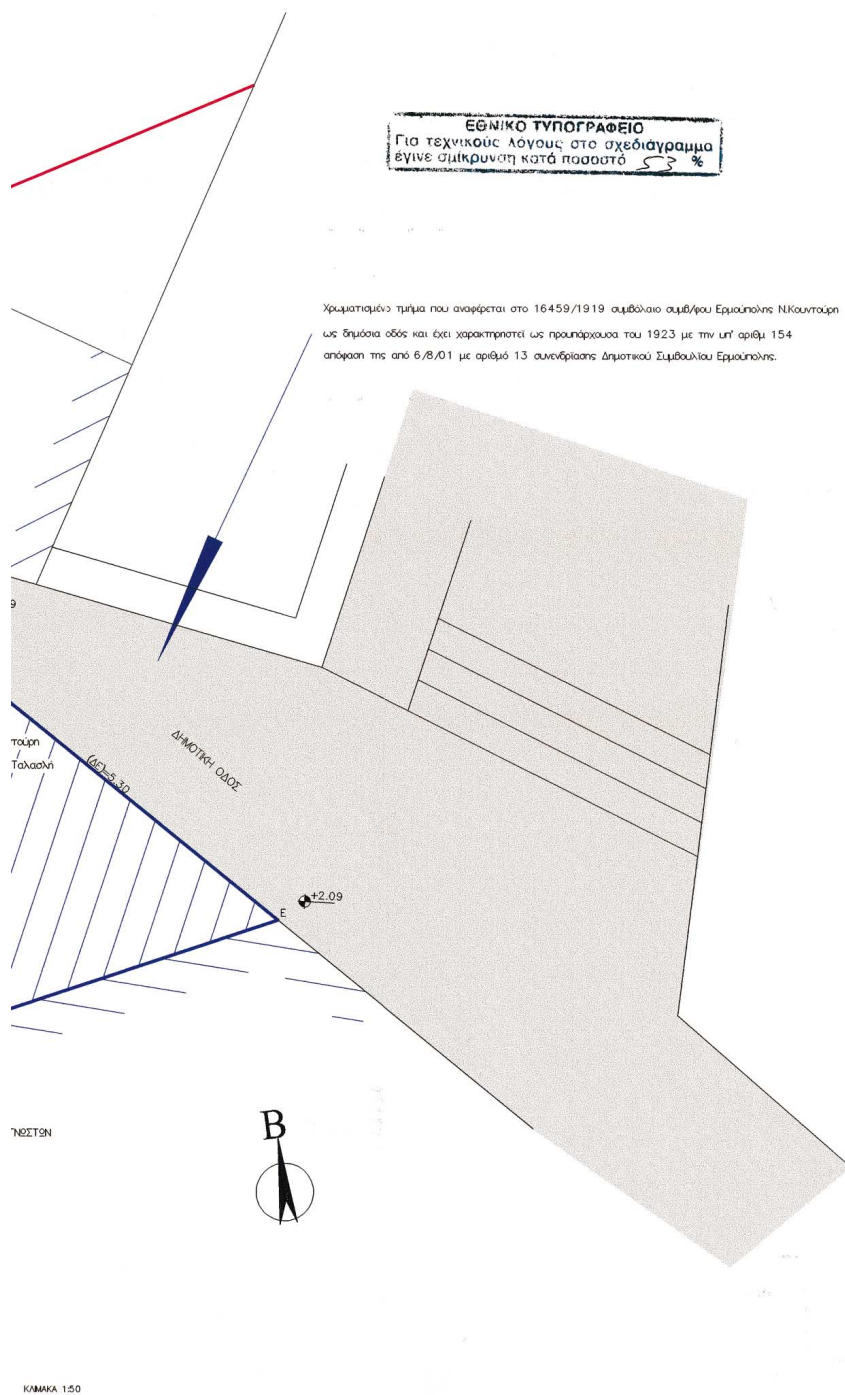 ΕΘΝΙΚΟ ΤΥΠΟΓΡΑΦΕΙΟ
Για τεχνικούς λόγους στο σχεδιάγραμμα
έγινε σμίκρυνση κατά ποσοστό 53 %
Χρωματισμένο τμήμα που αναφέρεται στο 16459/1919 συμβόλαιο συμβ/φου Ερμούπολης Ν.Κουντούρη
ως δημόσια οδός και έχει χαρακτηριστεί ως προυπάρχουσα του 1923 με την υπ' αριθμ 154
απόφαση της από 6/8/01 με αριθμό 13 συνεδρίασης Δημοτικού Συμβουλίου Ερμούπολης.
9
τούρη
Ταλασλή
ΔΗΜΟΤΙΚΗ ΟΔΟΣ
(ΔΕ)=5.30
+2.09
Ε
ΓΝΩΣΤΩΝ
Β
ΚΛΙΜΑΚΑ 1:50